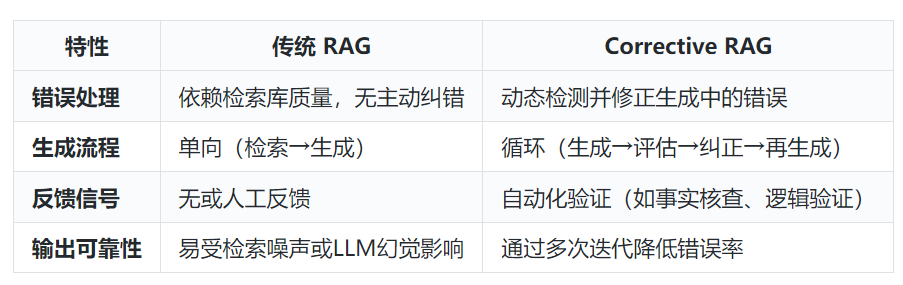 特性 传统 RAG Corrective RAG
错误处理 依赖检索库质量，无主动纠错 动态检测并修正生成中的错误
生成流程 单向（检索→生成） 循环（生成→评估→纠正→再生成）
反馈信号 无或人工反馈 自动化验证（如事实核查、逻辑验证）
输出可靠性 易受检索噪声或LLM幻觉影响 通过多次迭代降低错误率